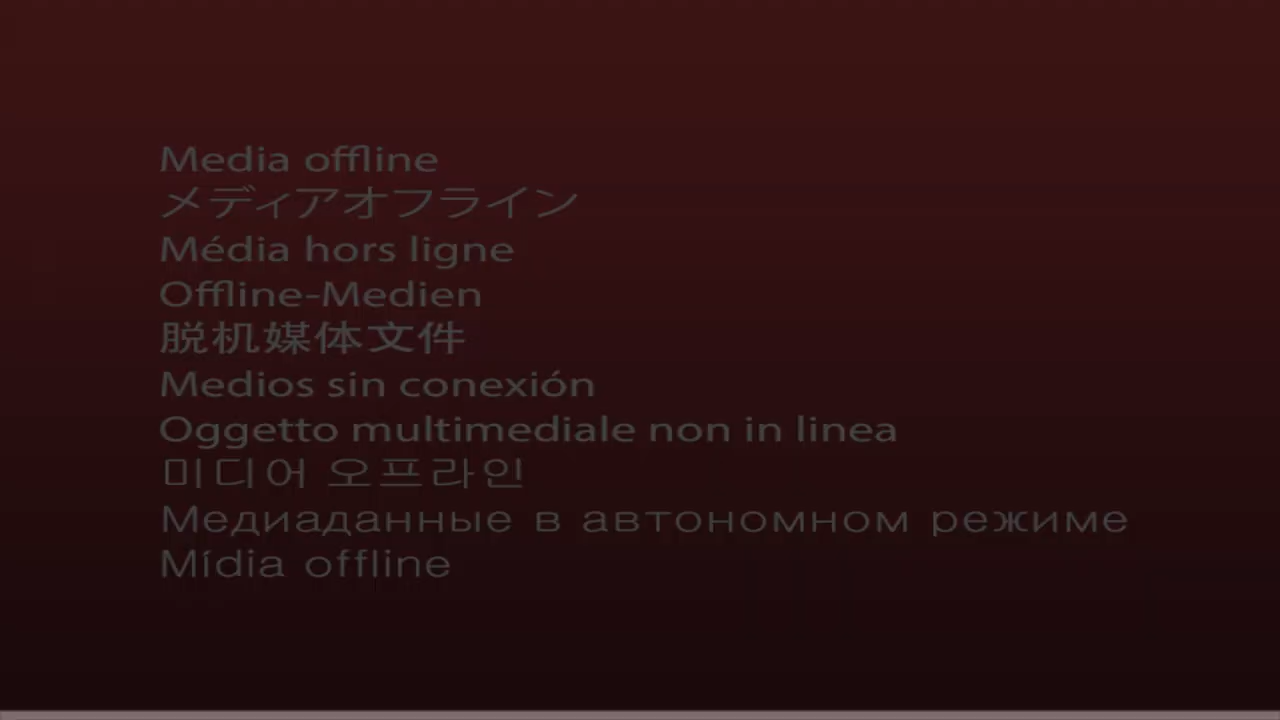 Media offline
メディアオフライン
Média hors ligne
Offline-Medien
脱机媒体文件
Medios sin conexión
Oggetto multimediale non in linea
미디어 오프라인
Медиаданные в автономном режиме
Mídia offline